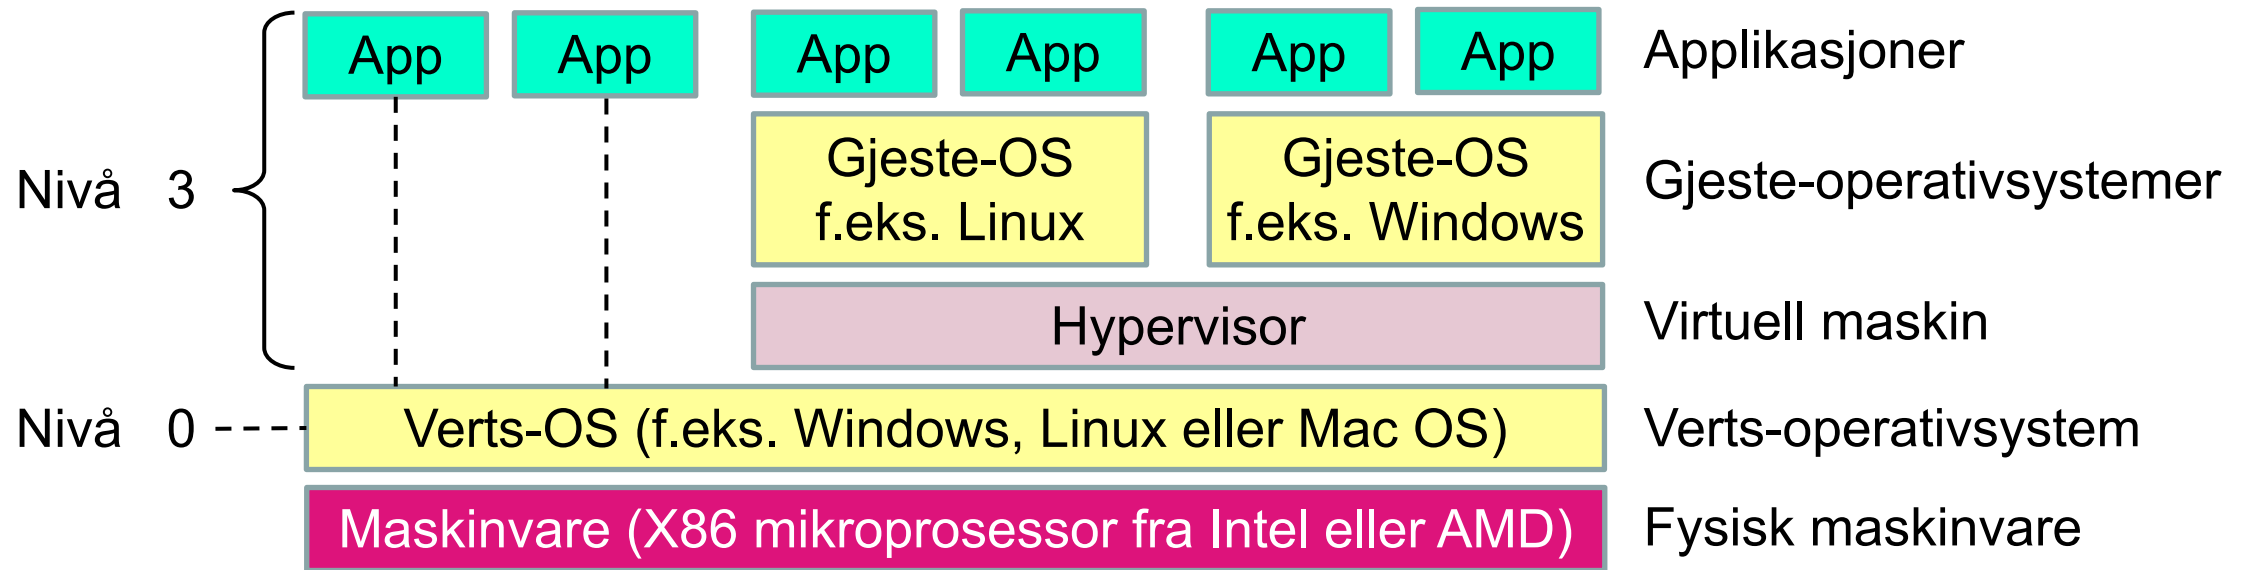 App App App App App App Applikasjoner
Gjeste-OS Gjeste-OS
Nivå 3 Gjeste-operativsystemer
f.eks. Linux f.eks. Windows
Hypervisor Virtuell maskin
Nivå 0 Verts-OS (f.eks. Windows, Linux eller Mac OS) Verts-operativsystem
Maskinvare (X86 mikroprosessor fra Intel eller AMD) Fysisk maskinvare